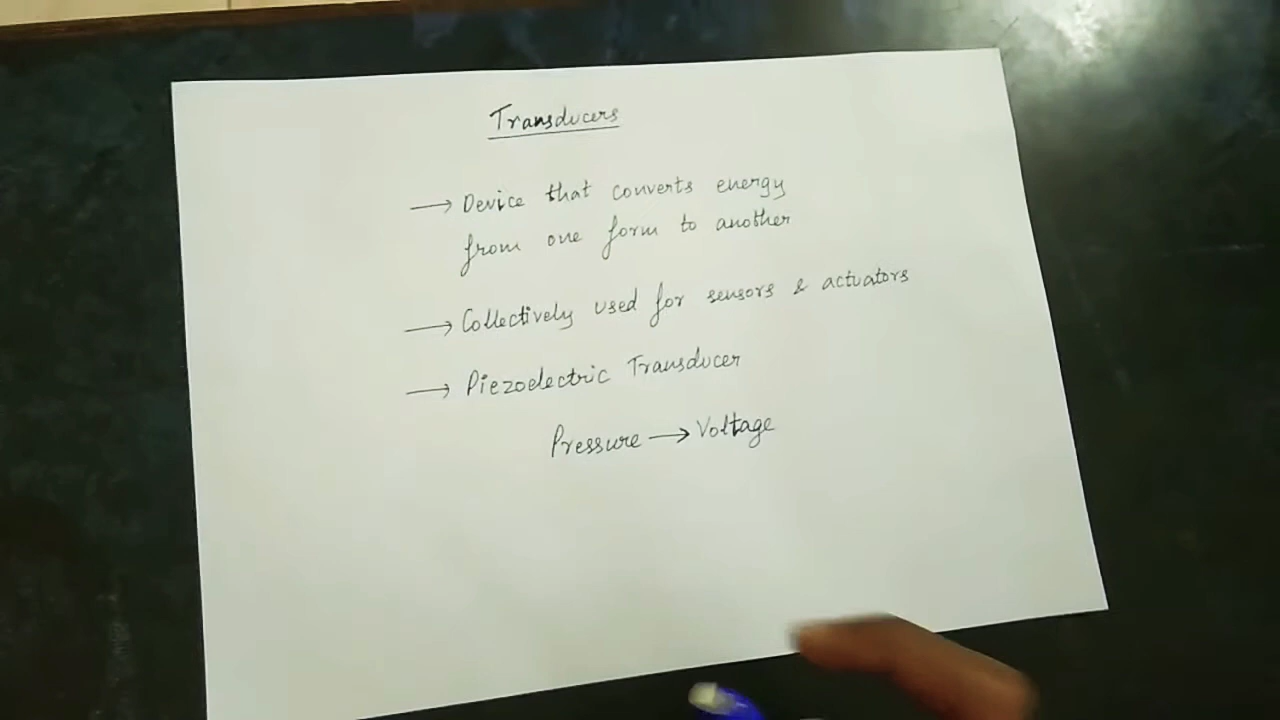 Transducers
→ Device that converts energy
from one form to another
→ Collectively used for sensors & actuators
→ Piezoelectric Transducer
Pressure → Voltage